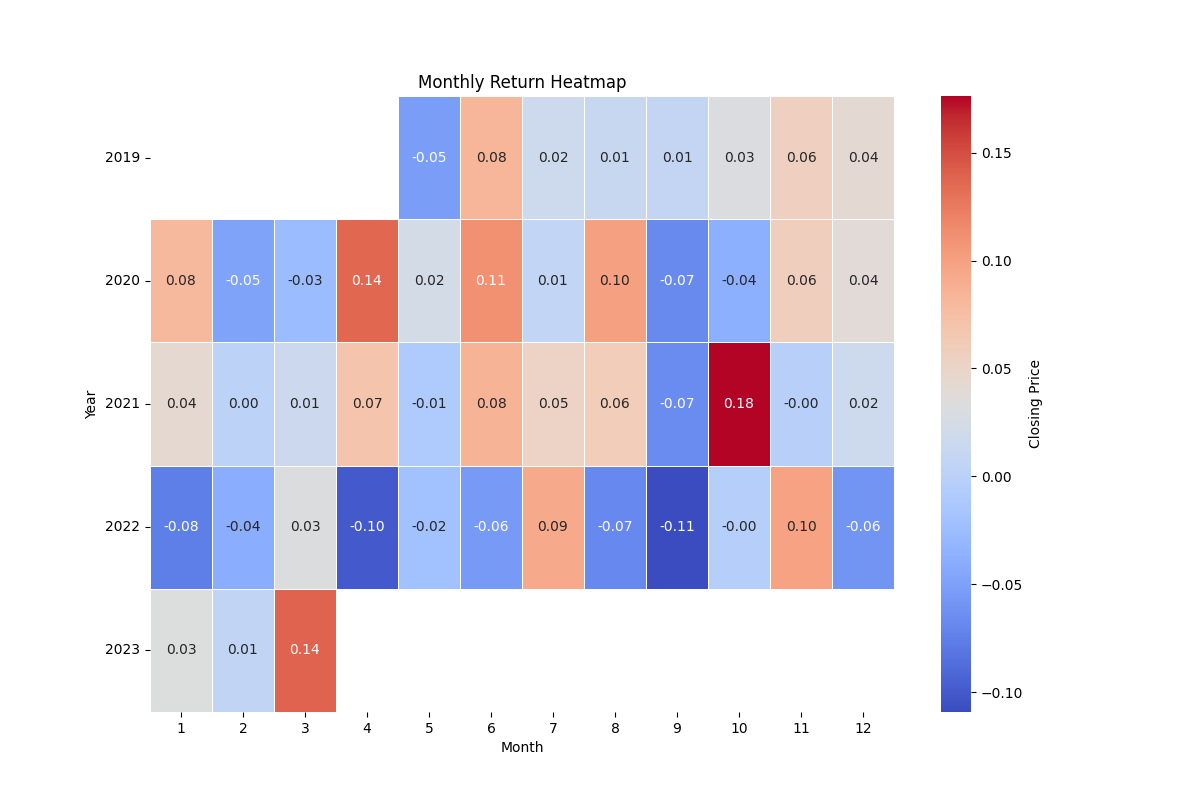 Monthly Return Heatmap
2019 -0.05 0.08 0.02 0.01 0.01 0.03 0.06 0.04
2020 0.08 -0.05 -0.03 0.14 0.02 0.11 0.01 0.10 -0.07 -0.04 0.06 0.04
2021 0.04 0.00 0.01 0.07 -0.01 0.08 0.05 0.06 -0.07 0.18 -0.00 0.02
2022 -0.08 -0.04 0.03 -0.10 -0.02 -0.06 0.09 -0.07 -0.11 -0.00 0.10 -0.06
2023 0.03 0.01 0.14
1 2 3 4 5 6 7 8 9 10 11 12
Month
Year
0.15
0.10
0.05
0.00
−0.05
−0.10
Closing Price